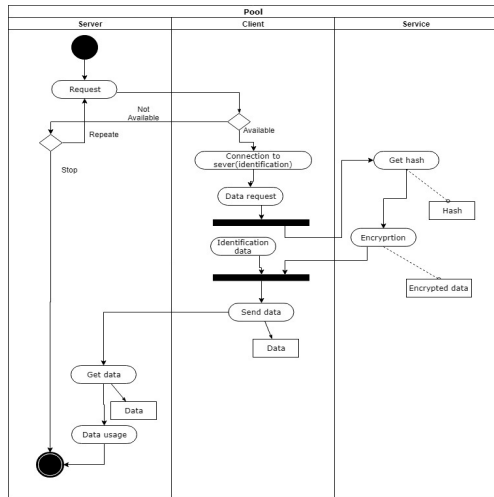 Pool
Server
Client
Service
Request
Not
Available
Available
Repeate
Stop
Connection to
sever(identification)
Get hash
Data request
Hash
Identification
data
Encyprtion
Encrypted data
Send data
Data
Get data
Data
Data usage